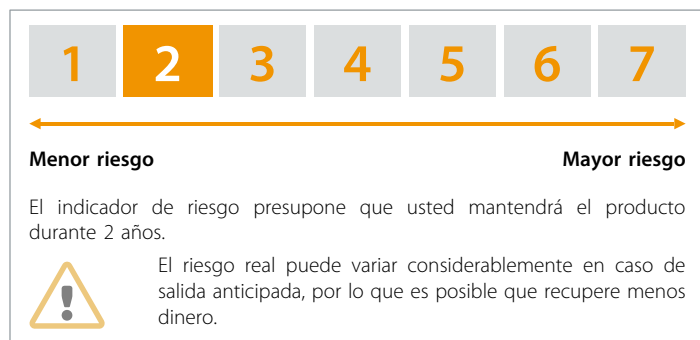 1 2 3 4 5 6 7
Menor riesgo Mayor riesgo
El indicador de riesgo presupone que usted mantendrá el producto
durante 2 años.
El riesgo real puede variar considerablemente en caso de
salida anticipada, por lo que es posible que recupere menos
dinero.